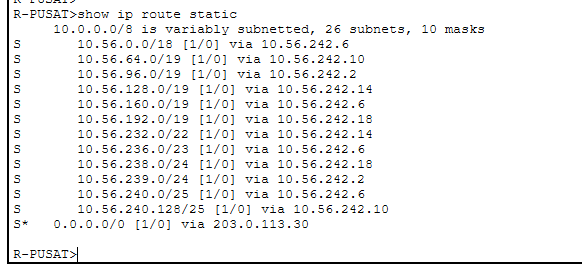 R-PUSAT>show ip route static
10.0.0.0/8 is variably subnetted, 26 subnets, 10 masks
S 10.56.0.0/18 [1/0] via 10.56.242.6
S 10.56.64.0/19 [1/0] via 10.56.242.10
S 10.56.96.0/19 [1/0] via 10.56.242.2
S 10.56.128.0/19 [1/0] via 10.56.242.14
S 10.56.160.0/19 [1/0] via 10.56.242.6
S 10.56.192.0/19 [1/0] via 10.56.242.18
S 10.56.232.0/22 [1/0] via 10.56.242.14
S 10.56.236.0/23 [1/0] via 10.56.242.6
S 10.56.238.0/24 [1/0] via 10.56.242.18
S 10.56.239.0/24 [1/0] via 10.56.242.2
S 10.56.240.0/25 [1/0] via 10.56.242.6
S 10.56.240.128/25 [1/0] via 10.56.242.10
S* 0.0.0.0/0 [1/0] via 203.0.113.30
R-PUSAT>